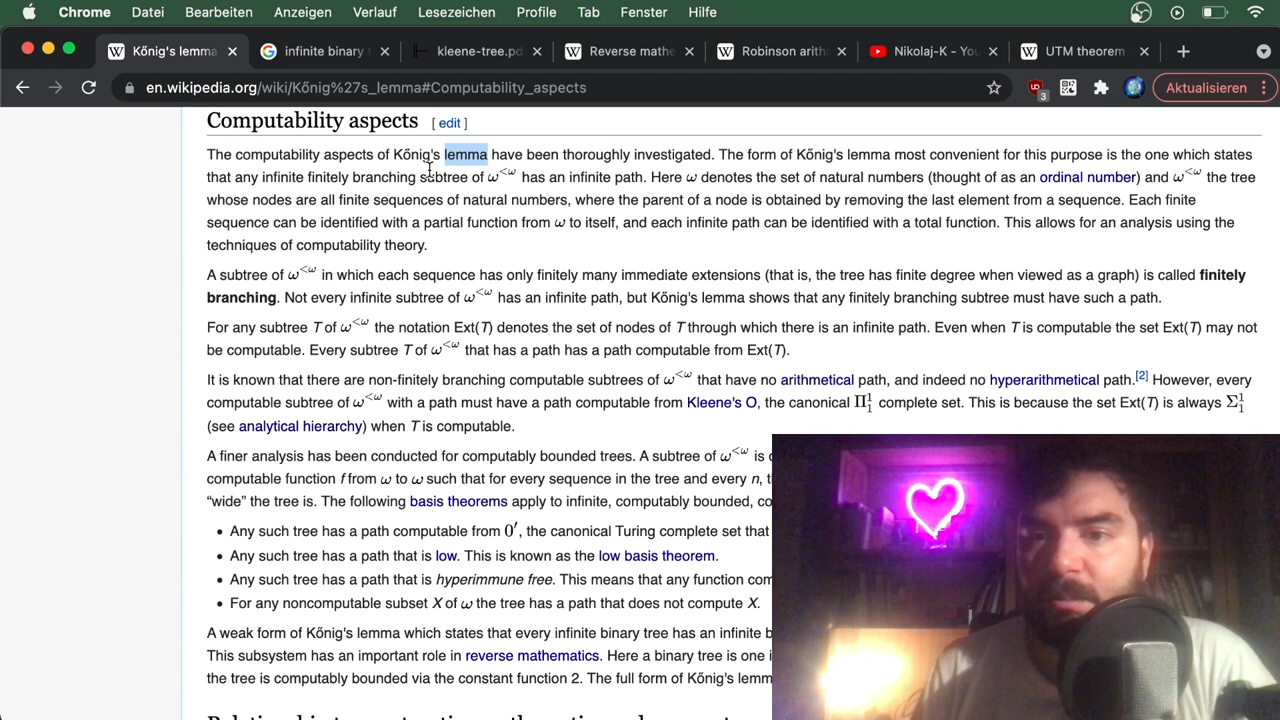 Chrome Datei Bearbeiten Anzeigen Verlauf Lesezeichen Profile Tab Fenster Hilfe
Kőnig's lemma infinite binary kleene-tree.pd Reverse mathe Robinson arith Nikolaj-K - Yo UTM theorem -
en.wikipedia.org/wiki/Kőnig%27s_lemma#Computability_aspects 3 Aktualisieren
Computability aspects [ edit ]
The computability aspects of Kőnig's lemma have been thoroughly investigated. The form of Kőnig's lemma most convenient for this purpose is the one which states
that any infinite finitely branching subtree of ω^<ω has an infinite path. Here ω denotes the set of natural numbers (thought of as an ordinal number) and ω^<ω the tree
whose nodes are all finite sequences of natural numbers, where the parent of a node is obtained by removing the last element from a sequence. Each finite
sequence can be identified with a partial function from ω to itself, and each infinite path can be identified with a total function. This allows for an analysis using the
techniques of computability theory.
A subtree of ω^<ω in which each sequence has only finitely many immediate extensions (that is, the tree has finite degree when viewed as a graph) is called finitely
branching. Not every infinite subtree of ω^<ω has an infinite path, but Kőnig's lemma shows that any finitely branching subtree must have such a path.
For any subtree T of ω^<ω the notation Ext(T) denotes the set of nodes of T through which there is an infinite path. Even when T is computable the set Ext(T) may not
be computable. Every subtree T of ω^<ω that has a path has a path computable from Ext(T).
It is known that there are non-finitely branching computable subtrees of ω^<ω that have no arithmetical path, and indeed no hyperarithmetical path.[2] However, every
computable subtree of ω^<ω with a path must have a path computable from Kleene's O, the canonical Π^1_1 complete set. This is because the set Ext(T) is always Σ^1_1
(see analytical hierarchy) when T is computable.
A finer analysis has been conducted for computably bounded trees. A subtree of ω^<ω is
computable function f from ω to ω such that for every sequence in the tree and every n,
“wide” the tree is. The following basis theorems apply to infinite, computably bounded,
• Any such tree has a path computable from 0′, the canonical Turing complete set that
• Any such tree has a path that is low. This is known as the low basis theorem.
• Any such tree has a path that is hyperimmune free. This means that any function
• For any noncomputable subset X of ω the tree has a path that does not compute X.
A weak form of Kőnig's lemma which states that every infinite binary tree has an infinite
This subsystem has an important role in reverse mathematics. Here a binary tree is one
the tree is computably bounded via the constant function 2. The full form of Kőnig's